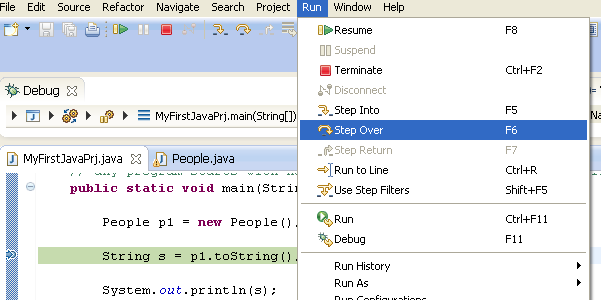 File Edit Source Refactor Navigate Search Project Run Window Help
Resume F8
Suspend
Terminate Ctrl+F2
Disconnect
Step Into F5
Step Over F6
Step Return F7
Run to Line Ctrl+R
Use Step Filters Shift+F5
Run Ctrl+F11
Debug F11
Run History
Run As
Run Configurations...
Debug
MyFirstJavaPrj.main(String[])
MyFirstJavaPrj.java People.java
public static void main(Strin
People p1 = new People()
String s = p1.toString()
System.out.println(s);